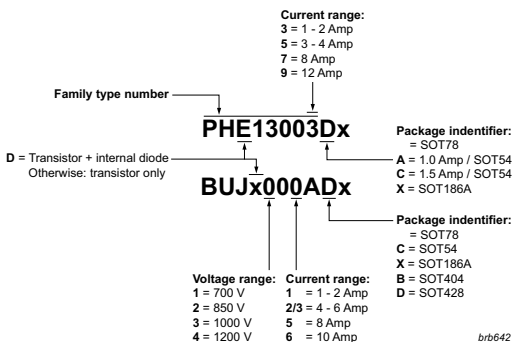 Current range:
3 = 1 - 2 Amp
5 = 3 - 4 Amp
7 = 8 Amp
9 = 12 Amp
Family type number
PHE13003Dx
D = Transistor + internal diode
Otherwise: transistor only
Package indentifier:
= SOT78
A = 1.0 Amp / SOT54
C = 1.5 Amp / SOT54
X = SOT186A
BUJx000ADx
Package indentifier:
= SOT78
C = SOT54
X = SOT186A
B = SOT404
D = SOT428
Voltage range:
1 = 700 V
2 = 850 V
3 = 1000 V
4 = 1200 V
Current range:
1 = 1 - 2 Amp
2/3 = 4 - 6 Amp
5 = 8 Amp
6 = 10 Amp
brb642